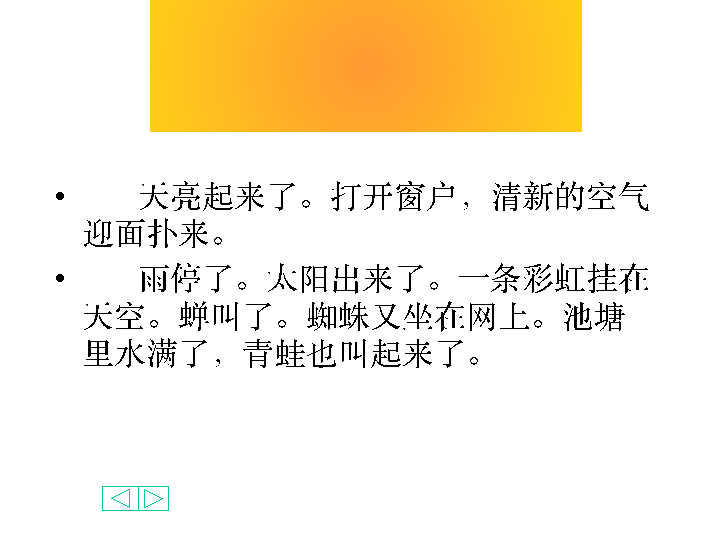 • 天亮起来了。打开窗户，清新的空气
迎面扑来。
• 雨停了。太阳出来了。一条彩虹挂在
天空。蝉叫了。蜘蛛又坐在网上。池塘
里水满了，青蛙也叫起来了。